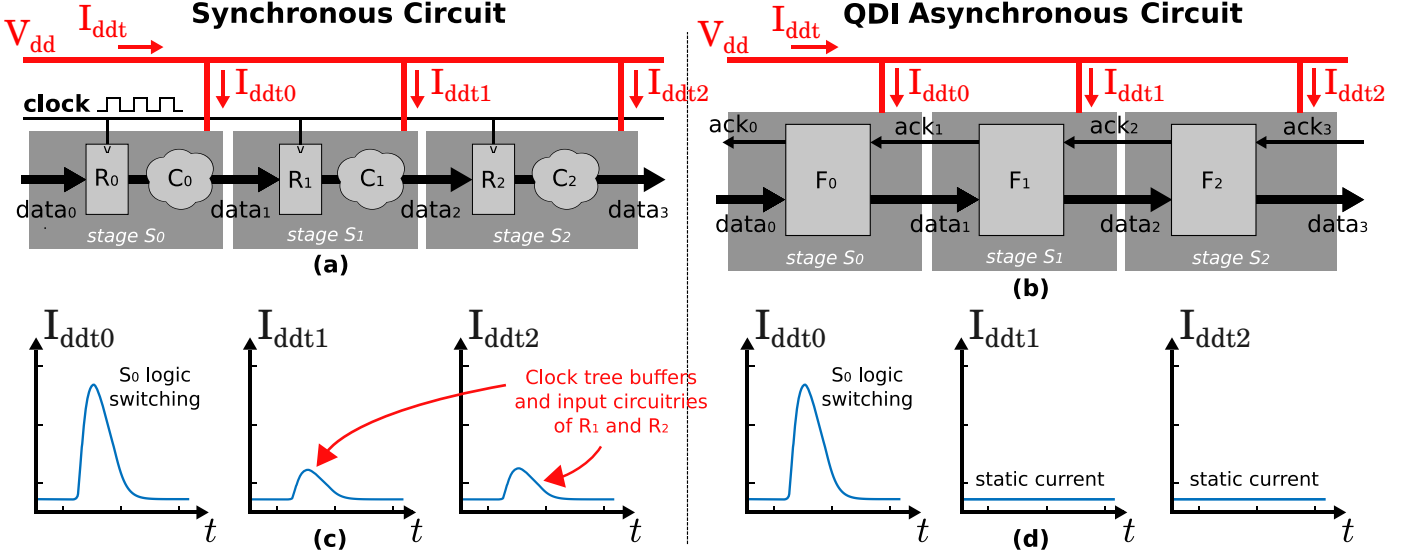 Synchronous Circuit
Vdd
Iddt
Iddt0
Iddt1
Iddt2
clock
R₀
C₀
R₁
C₁
R₂
C₂
data₀
data₁
data₂
data₃
stage S₀
stage S₁
stage S₂
(a)
QDI Asynchronous Circuit
Vdd
Iddt
Iddt0
Iddt1
Iddt2
ack₀
ack₁
ack₂
ack₃
F₀
F₁
F₂
data₀
data₁
data₂
data₃
stage S₀
stage S₁
stage S₂
(b)
Iddt0
S₀ logic
switching
t
Iddt1
t
Iddt2
t
Clock tree buffers
and input circuitries
of R₁ and R₂
(c)
Iddt0
S₀ logic
switching
t
Iddt1
static current
t
Iddt2
static current
t
(d)